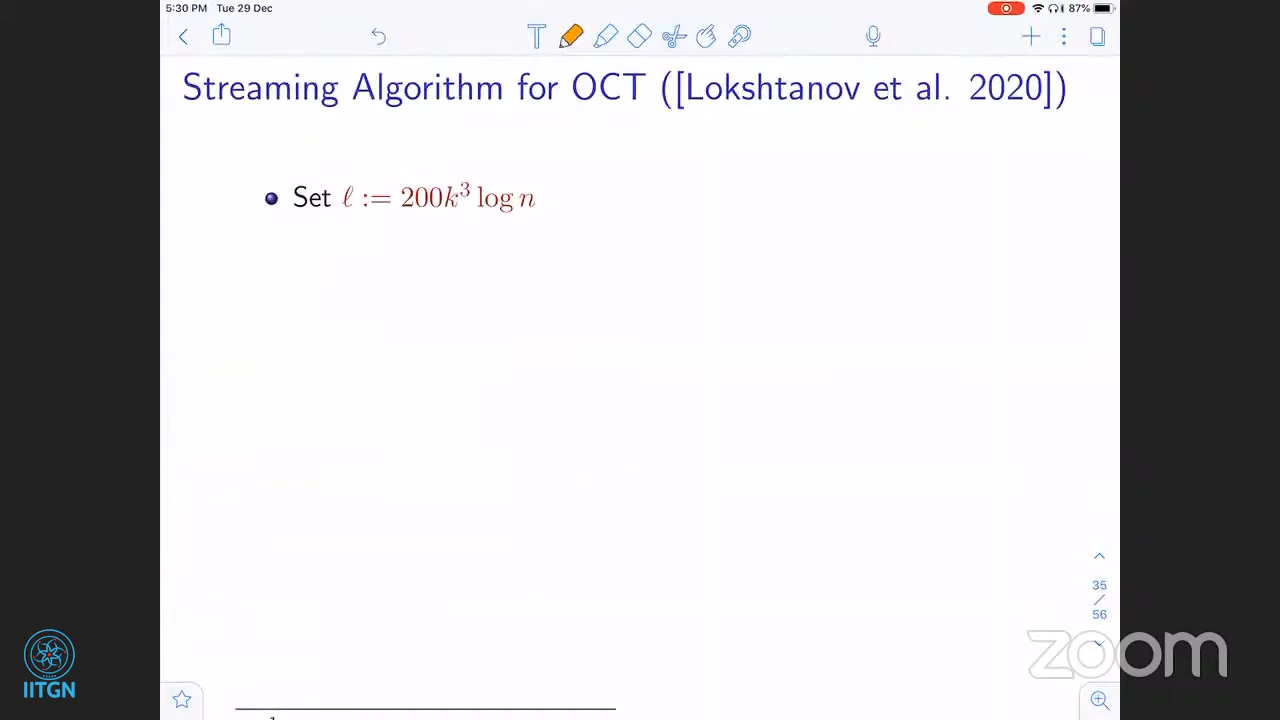 5:30 PM Tue 29 Dec
87%
Streaming Algorithm for OCT ([Lokshtanov et al. 2020])
Set ℓ := 200k³ log n
35
/
56
IITGN
zoom